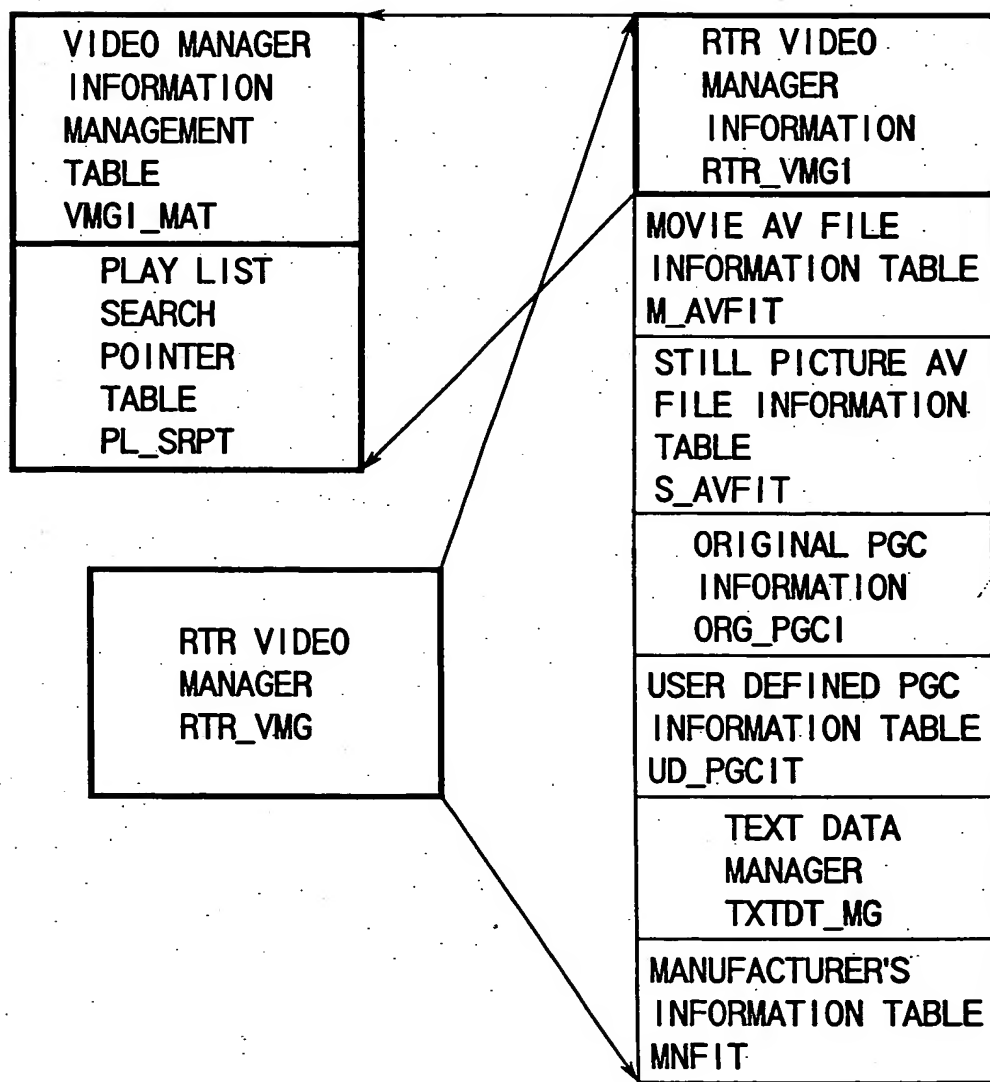 VIDEO MANAGER
INFORMATION
MANAGEMENT
TABLE
VMGI_MAT
PLAY LIST
SEARCH
POINTER
TABLE
PL_SRPT
RTR VIDEO
MANAGER
RTR_VMG
RTR VIDEO
MANAGER
INFORMATION
RTR_VMGI
MOVIE AV FILE
INFORMATION TABLE
M_AVFIT
STILL PICTURE AV
FILE INFORMATION
TABLE
S_AVFIT
ORIGINAL PGC
INFORMATION
ORG_PGCI
USER DEFINED PGC
INFORMATION TABLE
UD_PGCIT
TEXT DATA
MANAGER
TXTDT_MG
MANUFACTURER'S
INFORMATION TABLE
MNFIT